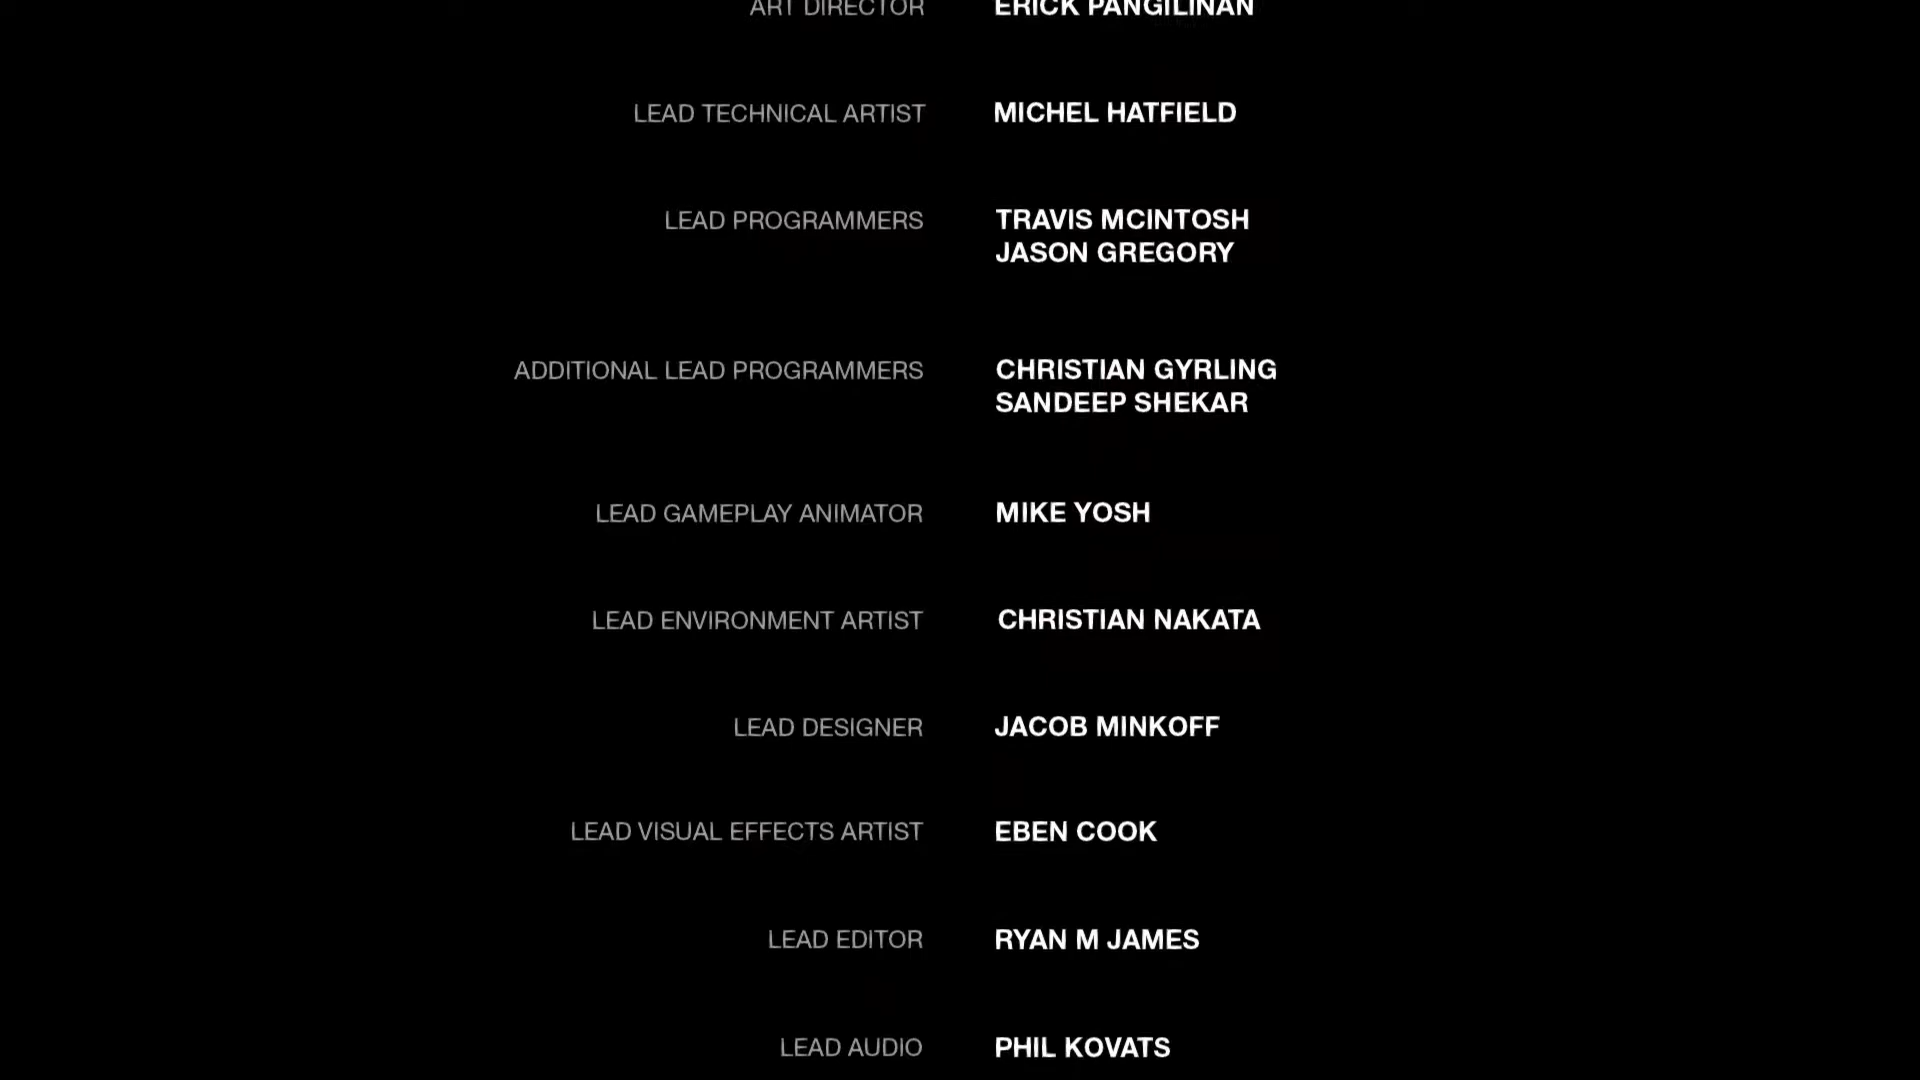 ART DIRECTOR ERICK PANGILINAN
LEAD TECHNICAL ARTIST MICHEL HATFIELD
LEAD PROGRAMMERS TRAVIS MCINTOSH
JASON GREGORY
ADDITIONAL LEAD PROGRAMMERS CHRISTIAN GYRLING
SANDEEP SHEKAR
LEAD GAMEPLAY ANIMATOR MIKE YOSH
LEAD ENVIRONMENT ARTIST CHRISTIAN NAKATA
LEAD DESIGNER JACOB MINKOFF
LEAD VISUAL EFFECTS ARTIST EBEN COOK
LEAD EDITOR RYAN M JAMES
LEAD AUDIO PHIL KOVATS